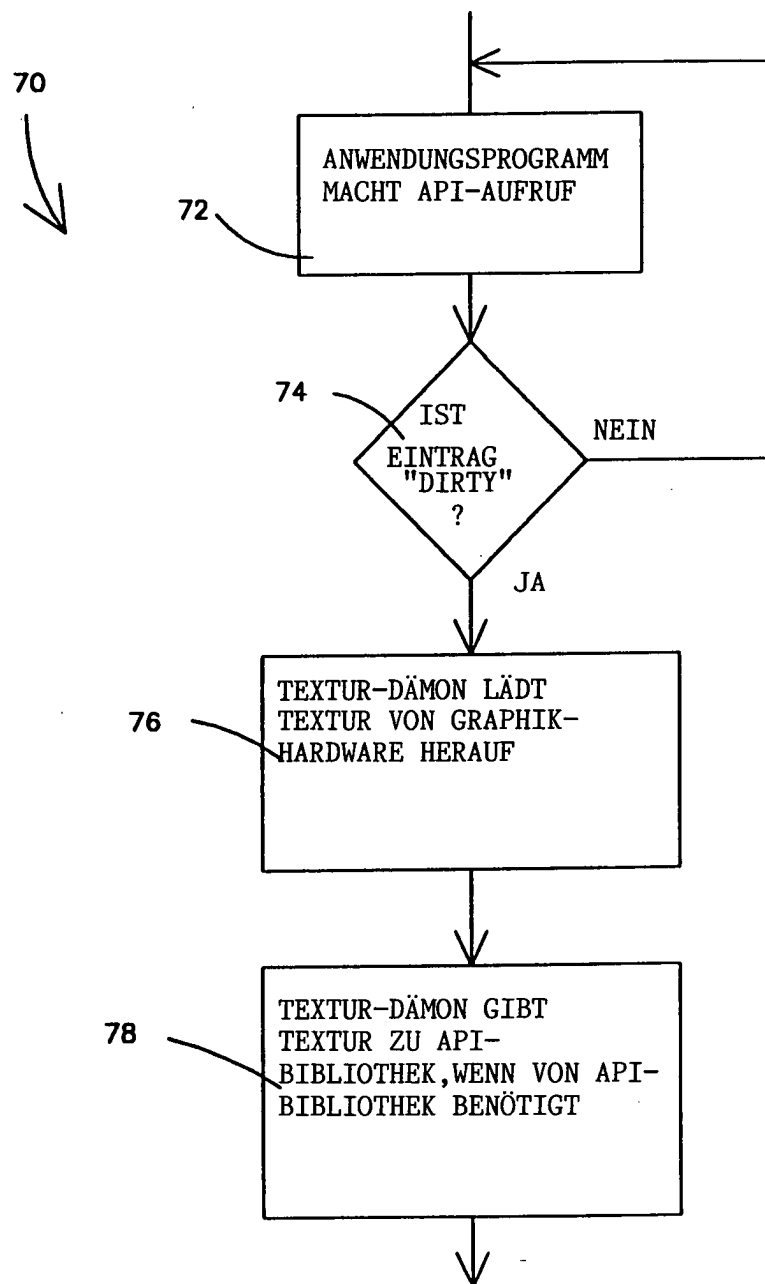 70
ANWENDUNGSPROGRAMM
MACHT API-AUFRUF
72
74
IST
EINTRAG
"DIRTY"
?
NEIN
JA
TEXTUR-DÄMON LÄDT
TEXTUR VON GRAPHIK-
HARDWARE HERAUF
76
TEXTUR-DÄMON GIBT
TEXTUR ZU API-
BIBLIOTHEK,WENN VON API-
BIBLIOTHEK BENÖTIGT
78